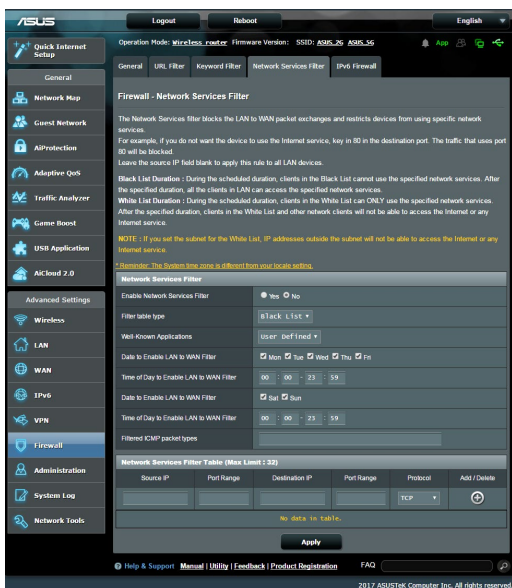 ASUS
Logout
Reboot
English
Quick Internet
Setup
Operation Mode: Wireless router Firmware Version: SSID: ASUS_2G ASUS_5G
App
General
Network Map
Guest Network
AiProtection
Adaptive QoS
Traffic Analyzer
Game Boost
USB Application
AiCloud 2.0
Advanced Settings
Wireless
LAN
WAN
IPv6
VPN
Firewall
Administration
System Log
Network Tools
General URL Filter Keyword Filter Network Services Filter IPv6 Firewall
Firewall - Network Services Filter
The Network Services filter blocks the LAN to WAN packet exchanges and restricts devices from using specific network
services.
For example, if you do not want the device to use the Internet service, key in 80 in the destination port. The traffic that uses port
80 will be blocked.
Leave the source IP field blank to apply this rule to all LAN devices.
Black List Duration : During the scheduled duration, clients in the Black List cannot use the specified network services. After
the specified duration, all the clients in LAN can access the specified network services.
White List Duration : During the scheduled duration, clients in the White List can ONLY use the specified network services.
After the specified duration, clients in the White List and other network clients will not be able to access the Internet or any
Internet service.
NOTE : If you set the subnet for the White List, IP addresses outside the subnet will not be able to access the Internet or any
Internet service.
* Reminder: The System time zone is different from your locale setting.
Network Services Filter
Enable Network Services Filter Yes No
Filter table type Black List
Well-Known Applications User Defined
Date to Enable LAN to WAN Filter Mon Tue Wed Thu Fri
Time of Day to Enable LAN to WAN Filter 00 : 00 - 23 : 59
Date to Enable LAN to WAN Filter Sat Sun
Time of Day to Enable LAN to WAN Filter 00 : 00 - 23 : 59
Filtered ICMP packet types
Network Services Filter Table (Max Limit : 32)
Source IP Port Range Destination IP Port Range Protocol Add / Delete
TCP
No data in table.
Apply
Help & Support Manual | Utility | Feedback | Product Registration FAQ
2017 ASUSTeK Computer Inc. All rights reserved